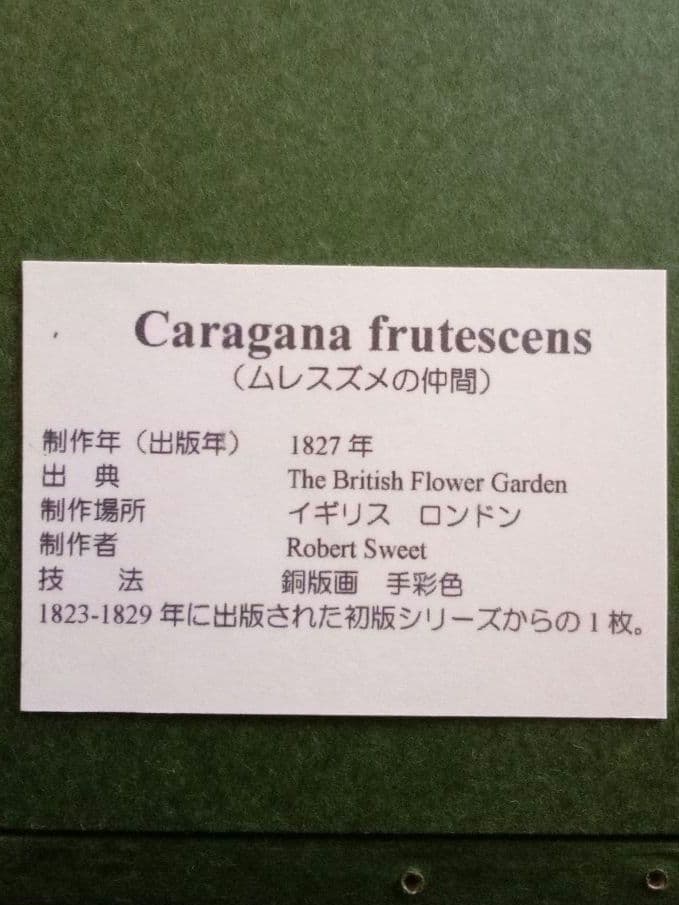 Caragana frutescens
（ムレスズメの仲間）
制作年（出版年） 1827 年
出　典 The British Flower Garden
制作場所 イギリス　ロンドン
制作者 Robert Sweet
技　　法 銅版画　手彩色
1823-1829 年に出版された初版シリーズからの 1 枚。